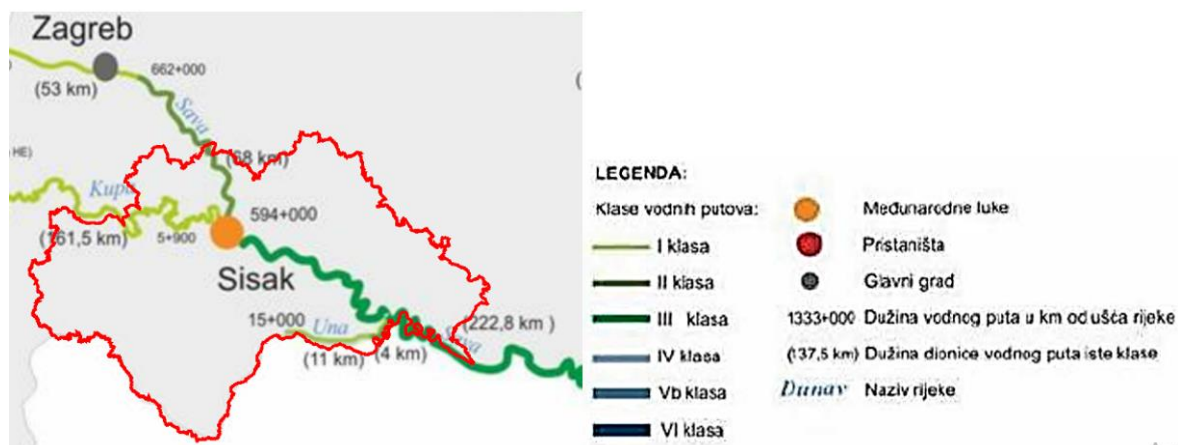 Zagreb
662+000
(53 km)
Sava
(68 km)
HE)
Kupa
594+000
(161,5 km)
5+900
Sisak
15+000
Una
(222,8 km )
Sava
(11 km)
(4 km)
(
LEGENDA:
Klase vodnih putova:
I klasa
II klasa
III klasa
IV klasa
Vb klasa
VI klasa
Međunarodne luke
Pristaništa
Glavni grad
1333+000 Dužina vodnog puta u km od ušća rijeke
(137,5 km) Dužina dionice vodnog puta iste klase
Dunav Naziv rijeke